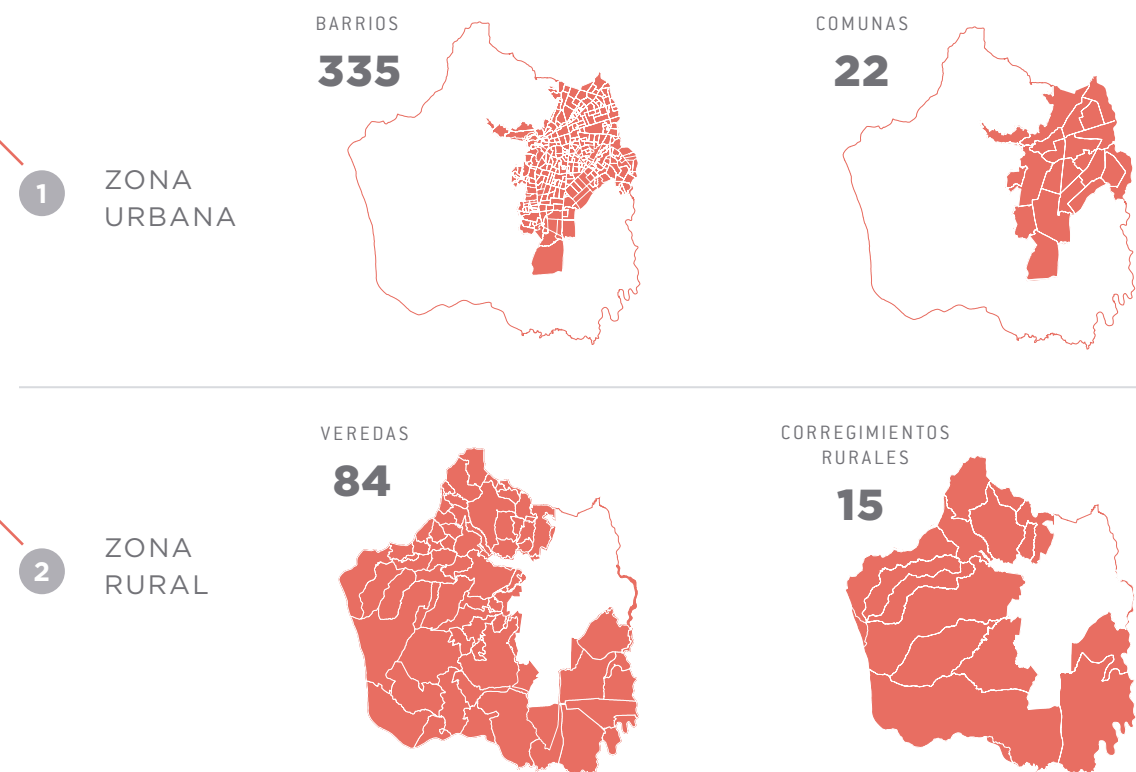 BARRIOS
335
COMUNAS
22
1
ZONA
URBANA
VEREDAS
84
CORREGIMIENTOS
RURALES
15
2
ZONA
RURAL